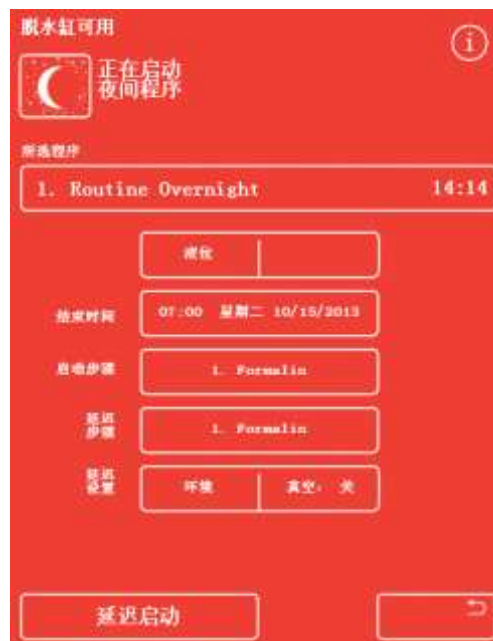 脱水缸可用
正在启动
夜间程序
所选程序
1. Routine Overnight 14:14
液位
结束时间 07:00 星期二 10/15/2013
启动步骤 1. Formalin
延迟
步骤 1. Formalin
延迟
设置 环境 真空: 关
延迟启动